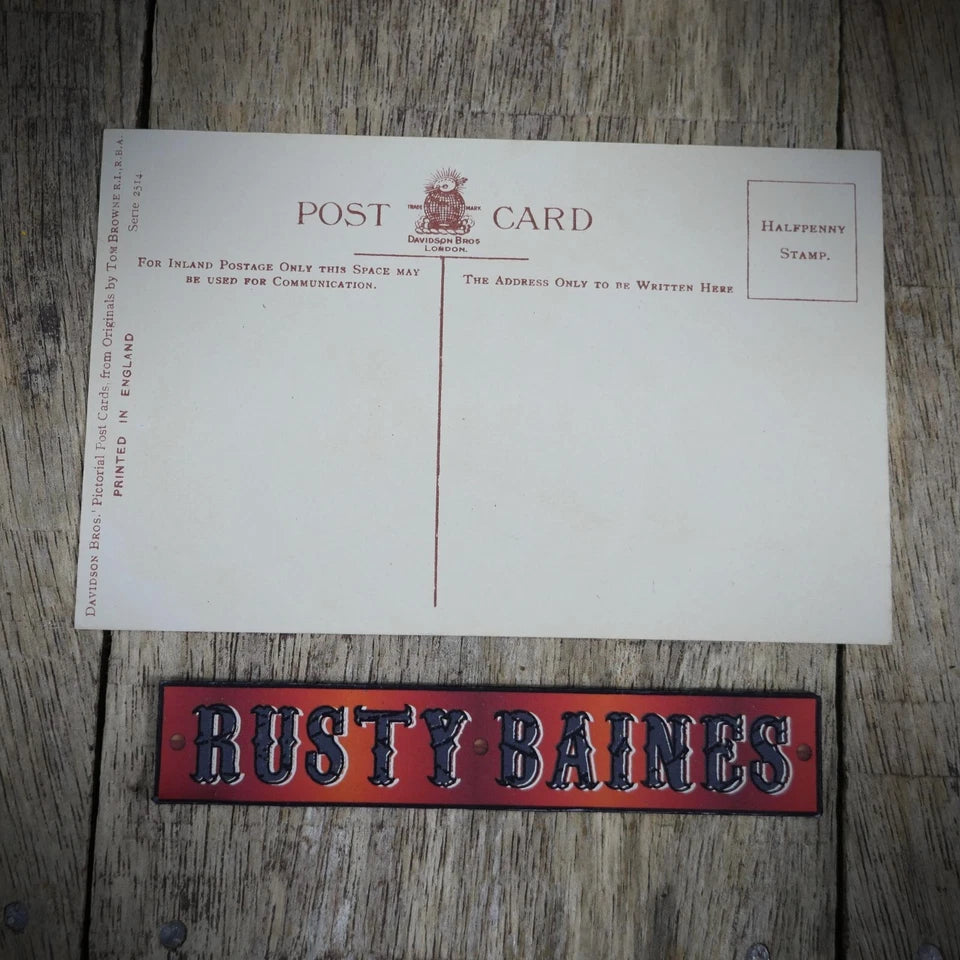 POST CARD
TRADE MARK
DAVIDSON BROS
LONDON.
FOR INLAND POSTAGE ONLY THIS SPACE MAY
BE USED FOR COMMUNICATION.
THE ADDRESS ONLY TO BE WRITTEN HERE
HALFPENNY
STAMP.
DAVIDSON BROS.' Pictorial Post Cards, from Originals by TOM BROWNE R.I., R.B.A.
Serie 2514.
PRINTED IN ENGLAND
RUSTY BAINES